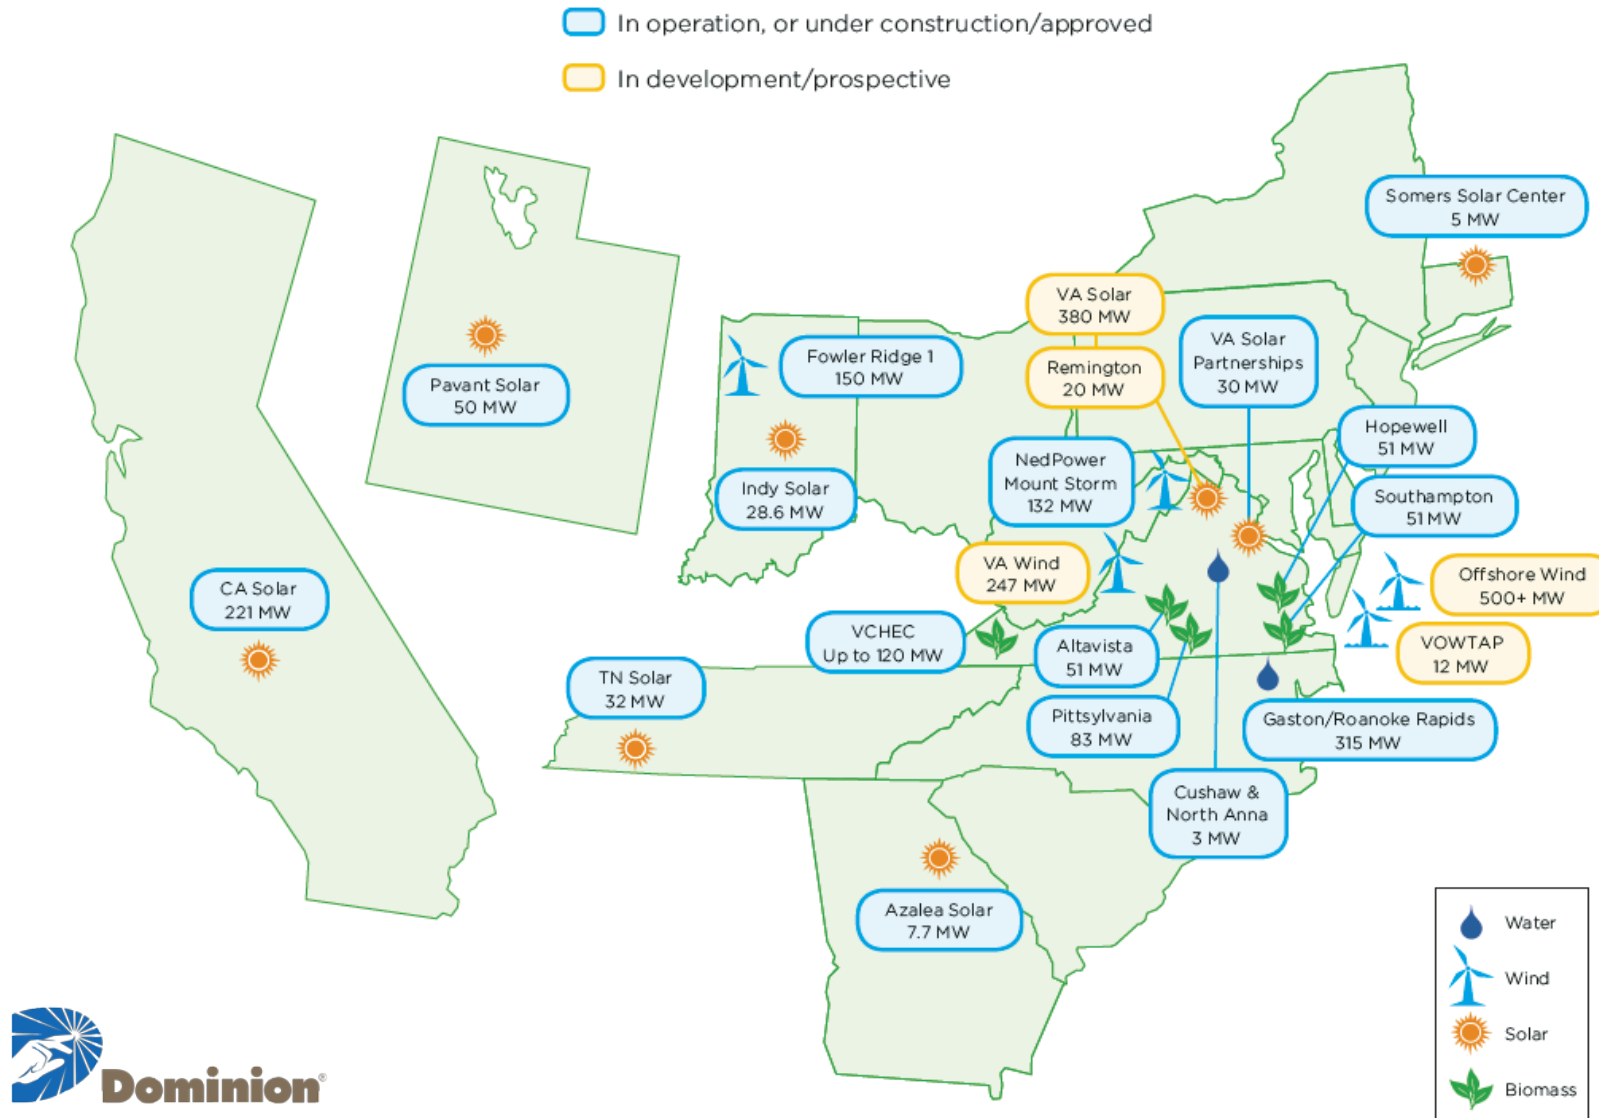 In operation, or under construction/approved
In development/prospective
Somers Solar Center
5 MW
VA Solar
380 MW
Remington
20 MW
VA Solar
Partnerships
30 MW
Fowler Ridge 1
150 MW
Pavant Solar
50 MW
Hopewell
51 MW
NedPower
Mount Storm
132 MW
Indy Solar
28.6 MW
Southampton
51 MW
VA Wind
247 MW
Offshore Wind
500+ MW
CA Solar
221 MW
VCHEC
Up to 120 MW
Altavista
51 MW
VOWTAP
12 MW
TN Solar
32 MW
Pittsylvania
83 MW
Gaston/Roanoke Rapids
315 MW
Cushaw &
North Anna
3 MW
Azalea Solar
7.7 MW
Water
Wind
Solar
Biomass
Dominion®